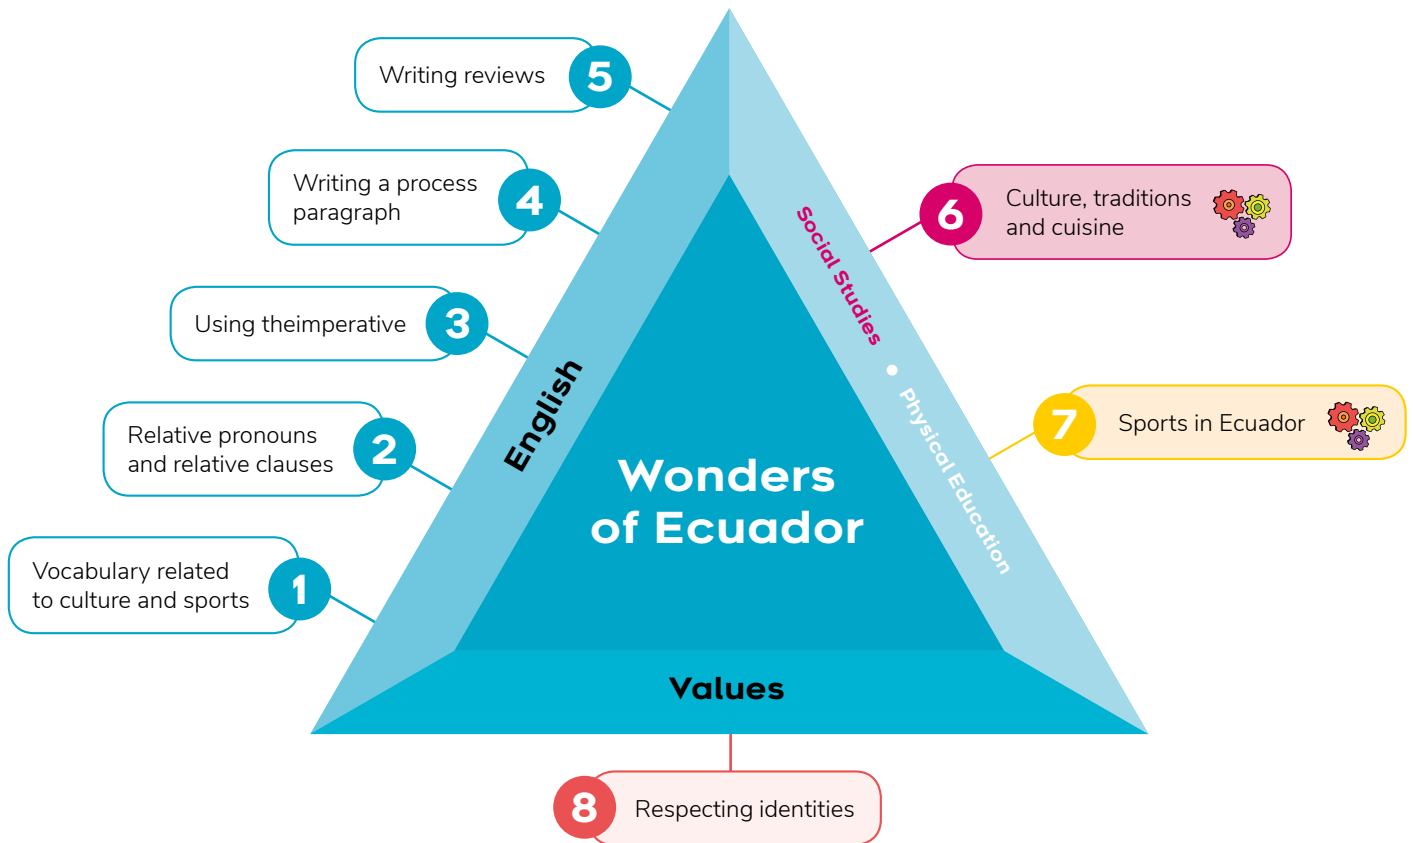 Writing reviews
5
Writing a process
paragraph
4
Using theimperative
3
Relative pronouns
and relative clauses
2
Vocabulary related
to culture and sports
1
English
Wonders
of Ecuador
Social Studies
Physical Education
6
Culture, traditions
and cuisine
7
Sports in Ecuador
Values
8
Respecting identities